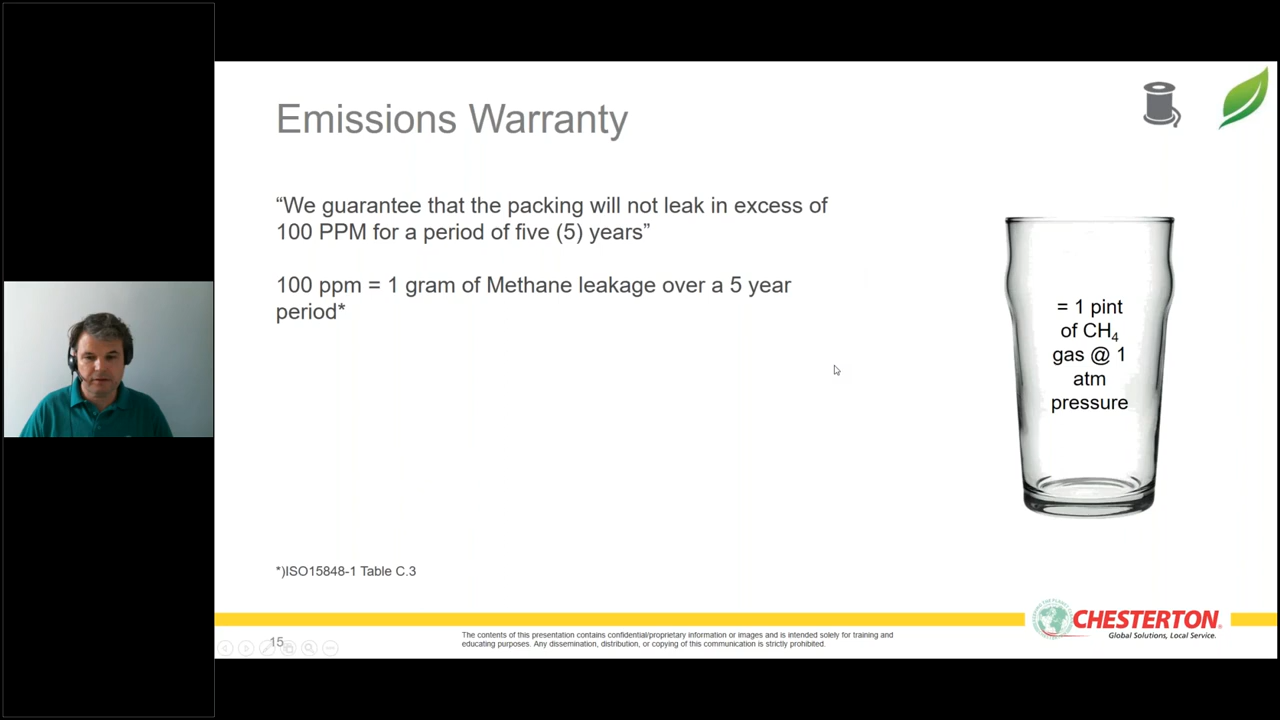 Emissions Warranty
“We guarantee that the packing will not leak in excess of
100 PPM for a period of five (5) years”
100 ppm = 1 gram of Methane leakage over a 5 year
period*
= 1 pint
of CH₄
gas @ 1
atm
pressure
*)ISO15848-1 Table C.3
15
The contents of this presentation contains confidential/proprietary information or images and is intended solely for training and
educating purposes. Any dissemination, distribution, or copying of this communication is strictly prohibited.
CHESTERTON®
Global Solutions, Local Service.